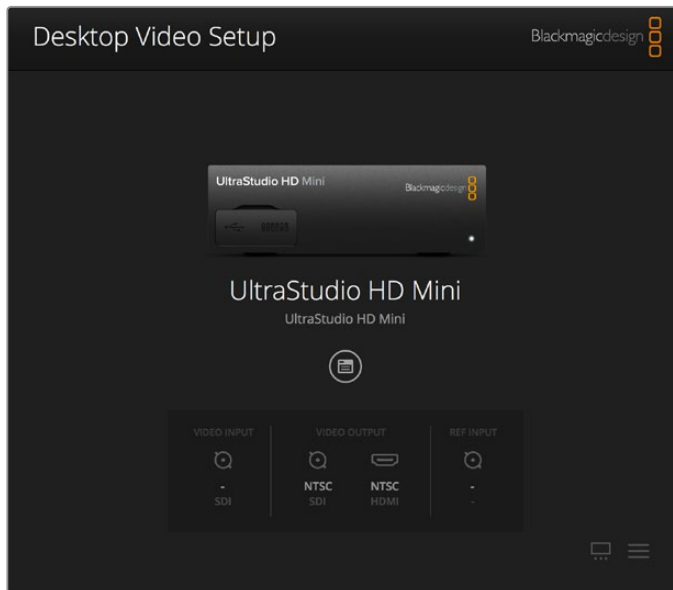 Desktop Video Setup
Blackmagicdesign
UltraStudio HD Mini
Blackmagicdesign
UltraStudio HD Mini
UltraStudio HD Mini
VIDEO INPUT VIDEO OUTPUT REF INPUT
- NTSC NTSC -
SDI SDI HDMI -